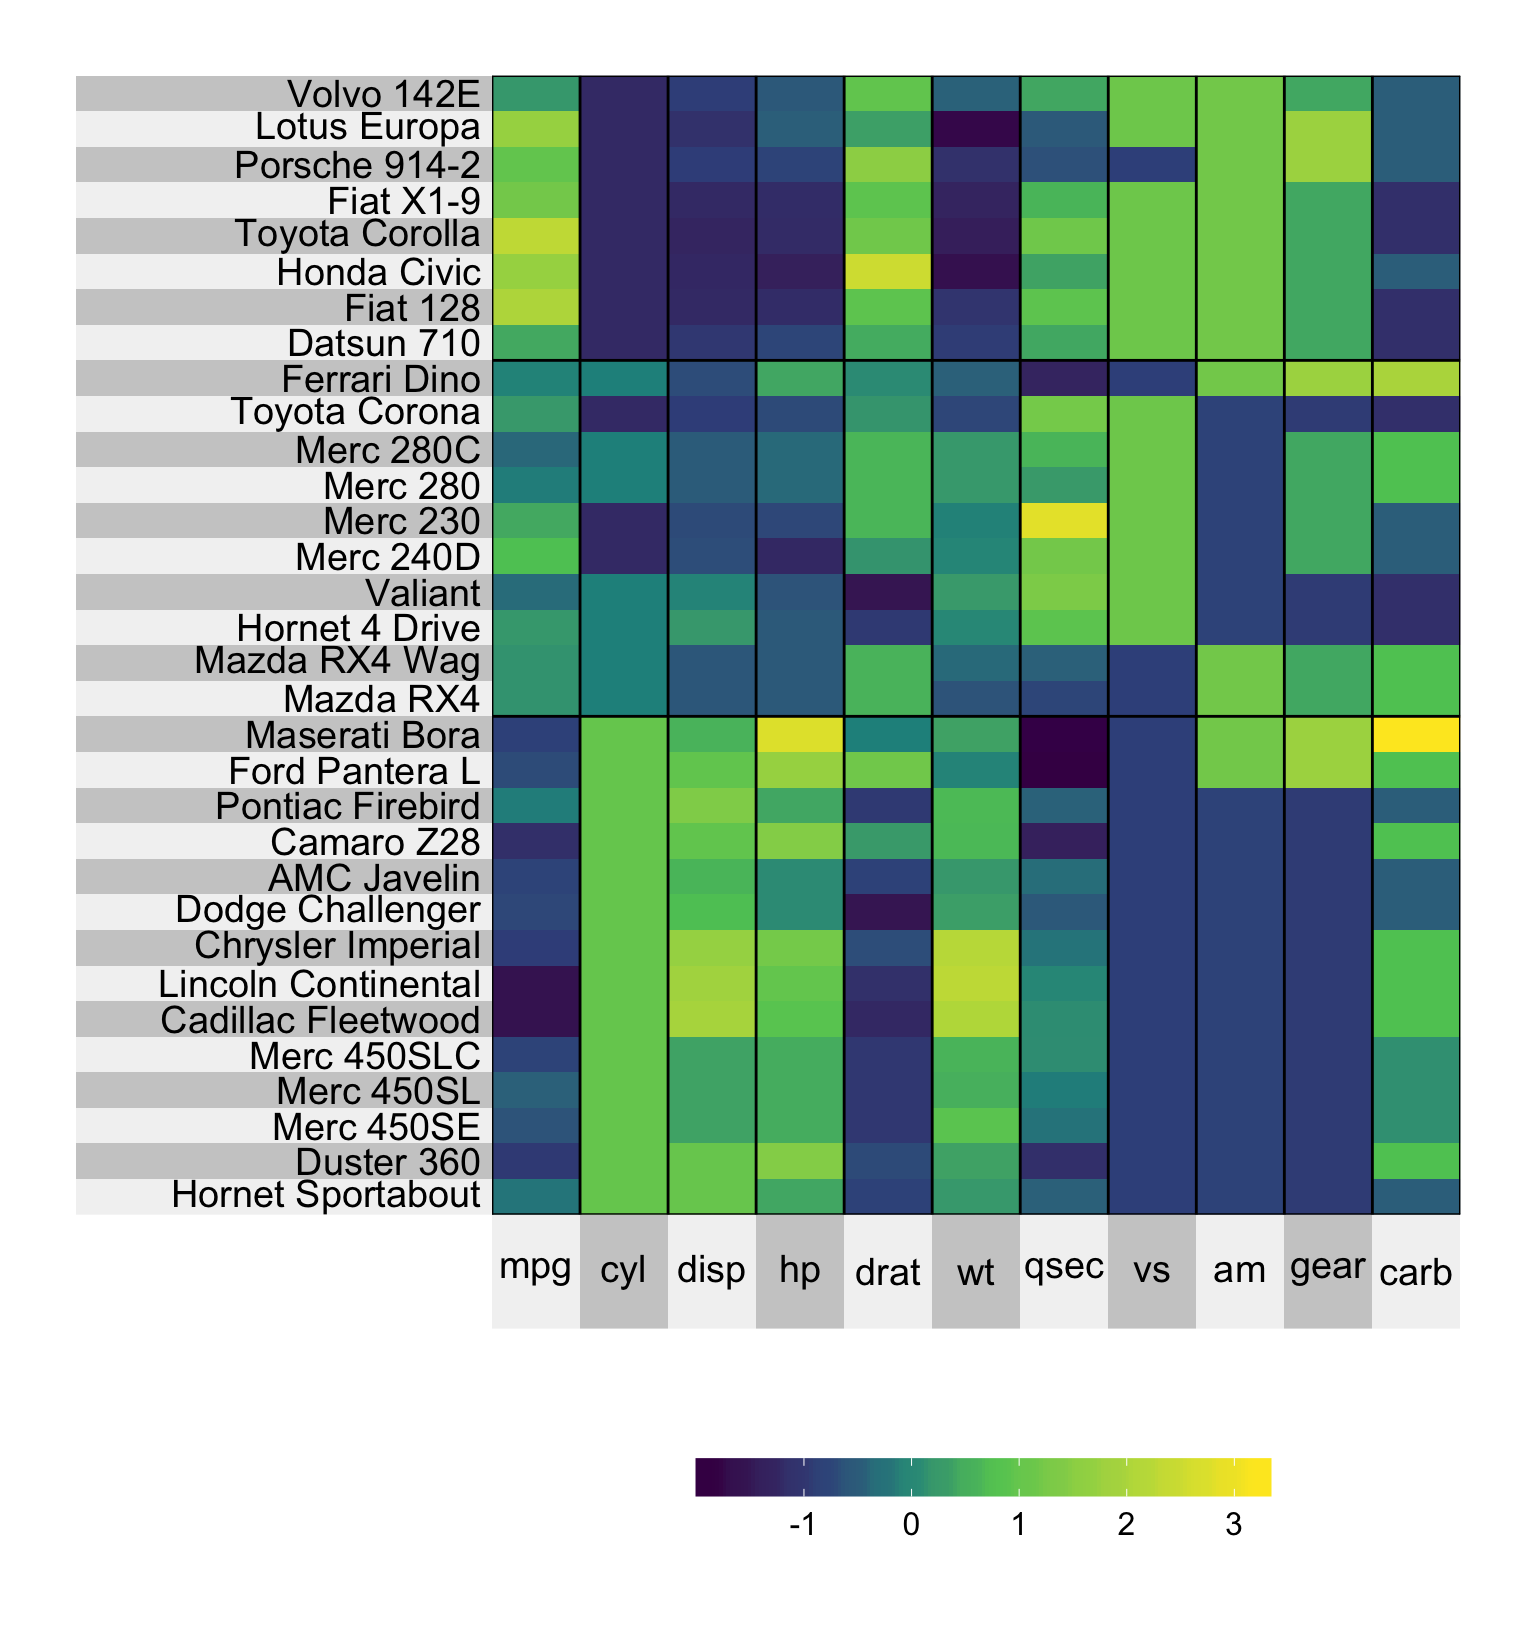 Volvo 142E
Lotus Europa
Porsche 914-2
Fiat X1-9
Toyota Corolla
Honda Civic
Fiat 128
Datsun 710
Ferrari Dino
Toyota Corona
Merc 280C
Merc 280
Merc 230
Merc 240D
Valiant
Hornet 4 Drive
Mazda RX4 Wag
Mazda RX4
Maserati Bora
Ford Pantera L
Pontiac Firebird
Camaro Z28
AMC Javelin
Dodge Challenger
Chrysler Imperial
Lincoln Continental
Cadillac Fleetwood
Merc 450SLC
Merc 450SL
Merc 450SE
Duster 360
Hornet Sportabout
mpg cyl disp hp drat wt qsec vs am gear carb
-1 0 1 2 3